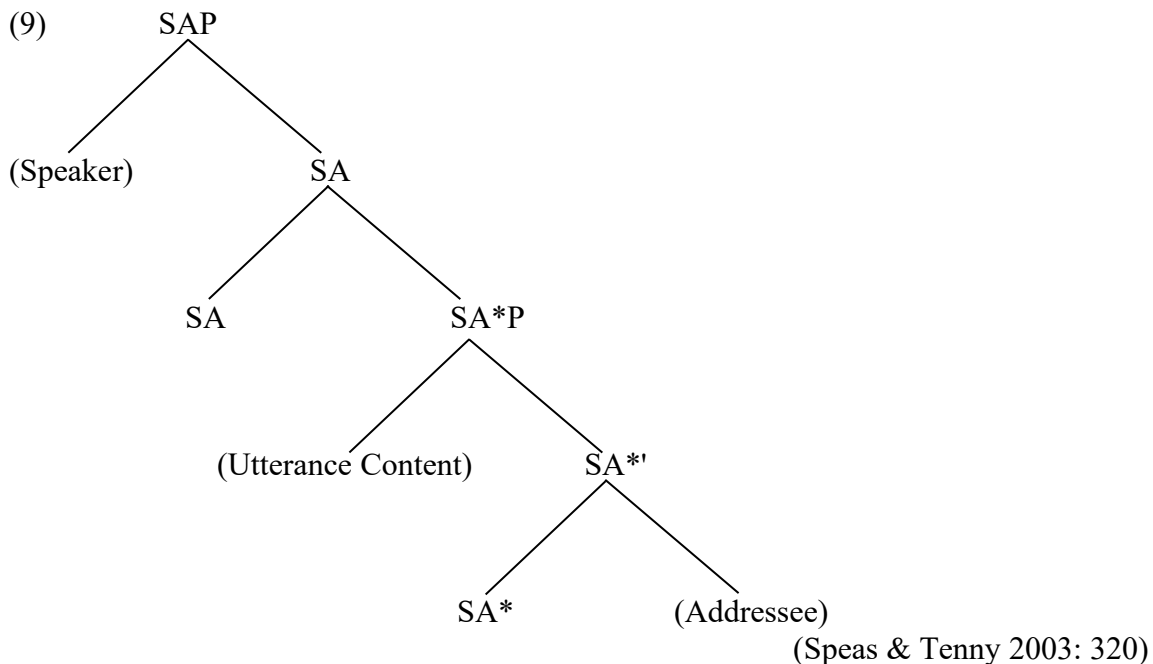 (9) SAP
(Speaker) SA
SA SA*P
(Utterance Content) SA*'
SA* (Addressee)
(Speas & Tenny 2003: 320)